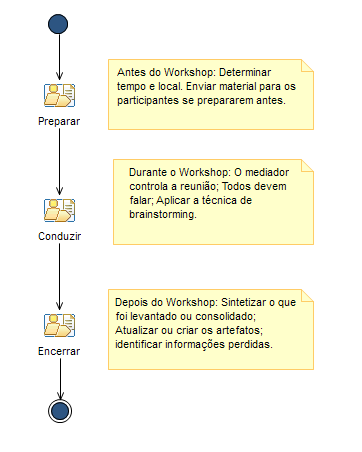 Antes do Workshop: Determinar
tempo e local. Enviar material para os
participantes se prepararem antes.
Preparar
Durante o Workshop: O mediador
controla a reunião; Todos devem
falar; Aplicar a técnica de
brainstorming.
Conduzir
Depois do Workshop: Sintetizar o que
foi levantado ou consolidado;
Atualizar ou criar os artefatos;
identificar informações perdidas.
Encerrar